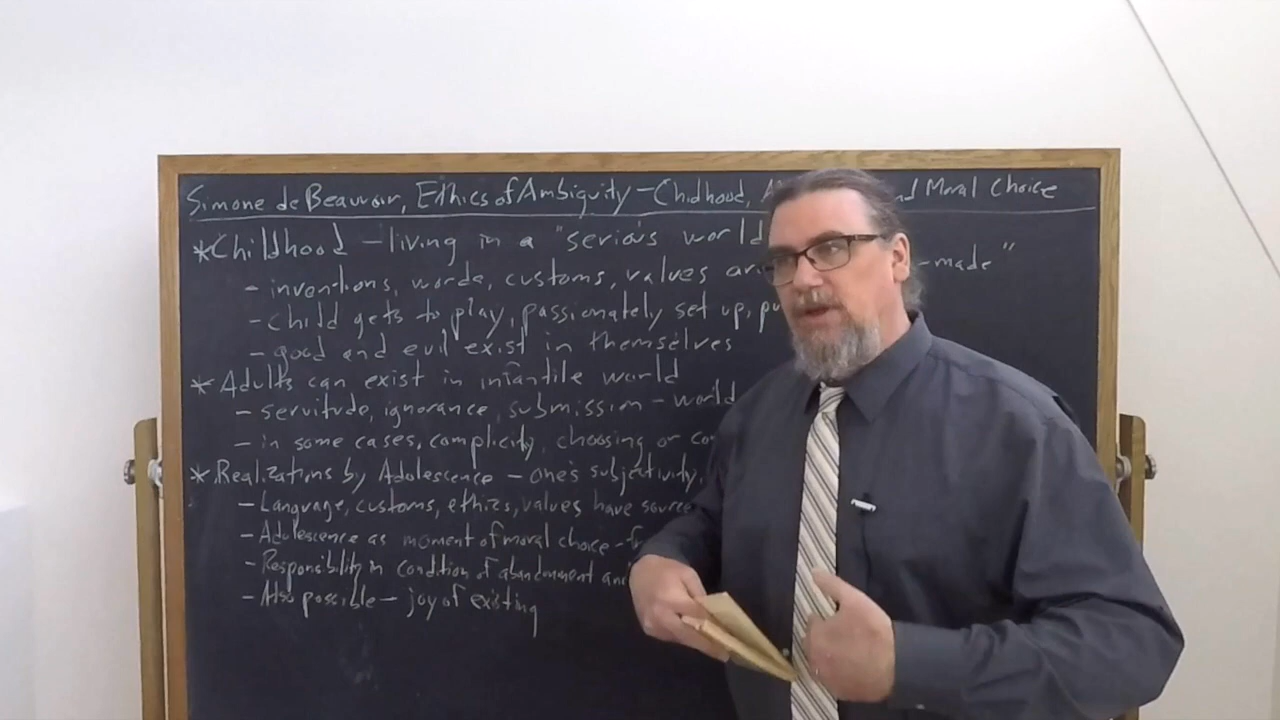 Simone de Beauvoir, Ethics of Ambiguity - Chidhood, A nd Moral Choice
*Childhood - living in a "serious world
- inventions, words, customs, values ar -made"
- child gets to play, passionately set up, pu
- good and evil exist in themselves
* Adults can exist in infantile world
- servitude, ignorance, submission - world
- in some cases, complicity, choosing or co
* Realizations by Adolescence - one's subjectivity,
- Language, customs, ethics, values have source
- Adolescence as moment of moral choice - fr
- Responsibility in condition of abandonment and
- Also possible - joy of existing